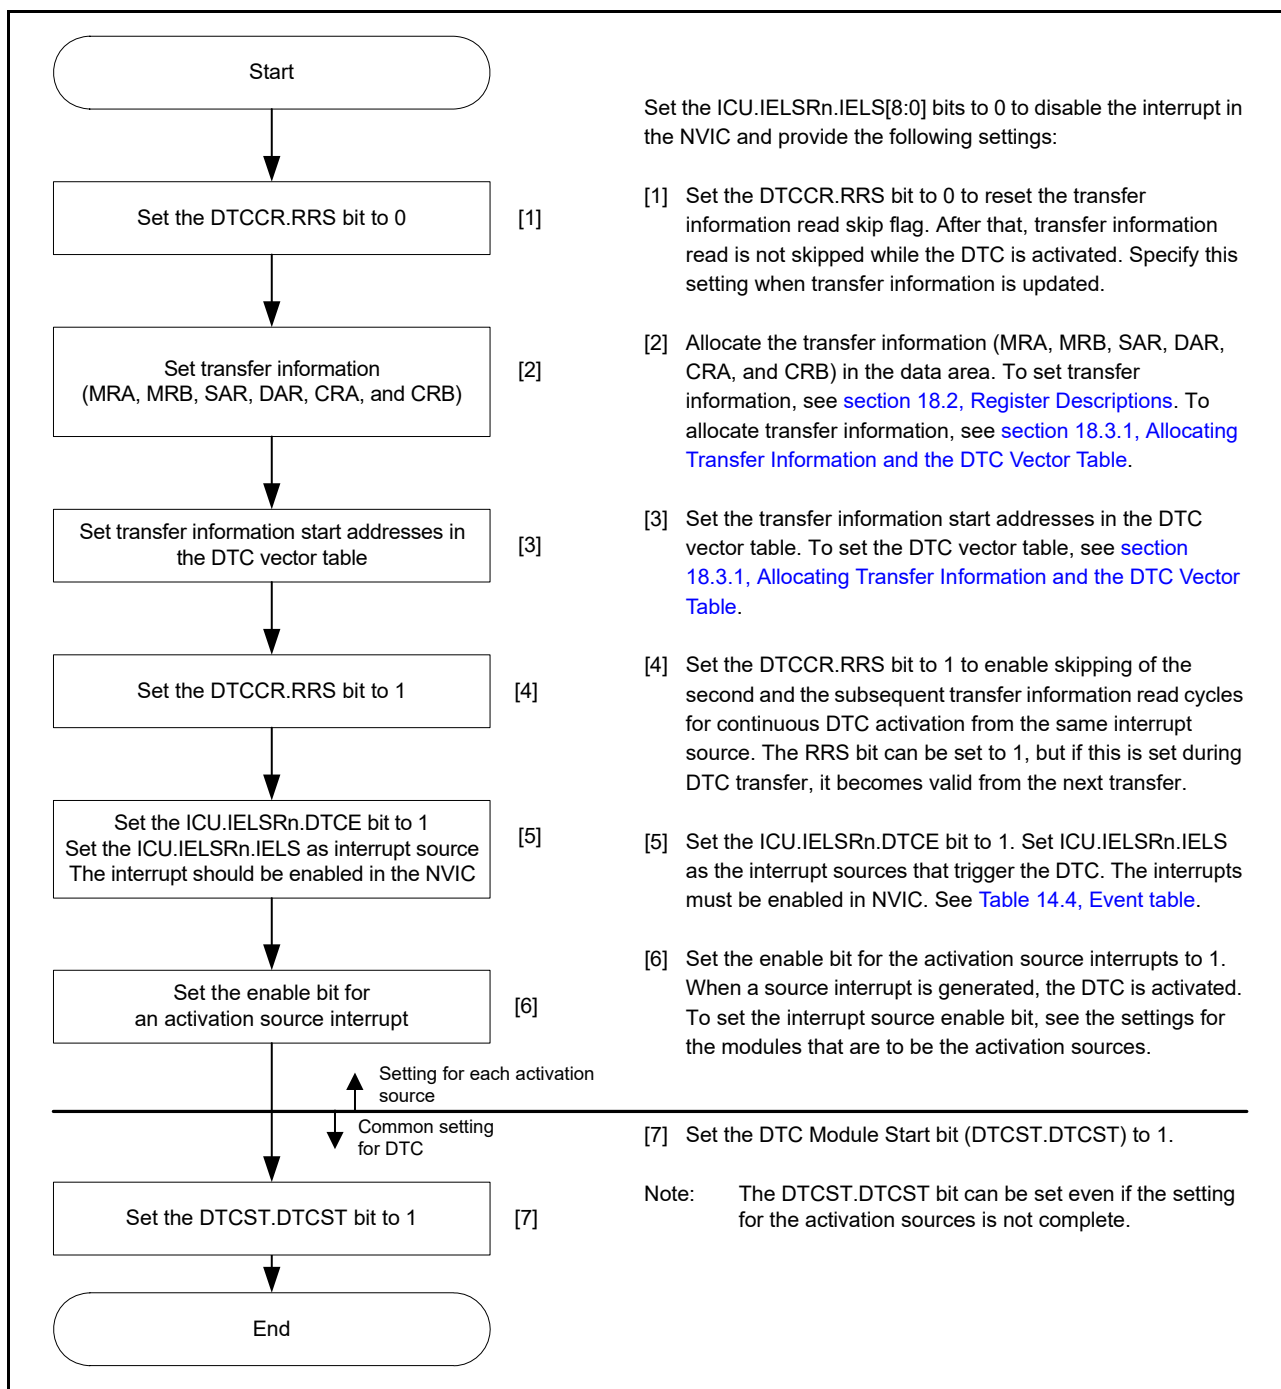 Start
Set the ICU.IELSRn.IELS[8:0] bits to 0 to disable the interrupt in
the NVIC and provide the following settings:
Set the DTCCR.RRS bit to 0
[1]
[1] Set the DTCCR.RRS bit to 0 to reset the transfer
information read skip flag. After that, transfer information
read is not skipped while the DTC is activated. Specify this
setting when transfer information is updated.
Set transfer information
(MRA, MRB, SAR, DAR, CRA, and CRB)
[2]
[2] Allocate the transfer information (MRA, MRB, SAR, DAR,
CRA, and CRB) in the data area. To set transfer
information, see section 18.2, Register Descriptions. To
allocate transfer information, see section 18.3.1, Allocating
Transfer Information and the DTC Vector Table.
Set transfer information start addresses in
the DTC vector table
[3]
[3] Set the transfer information start addresses in the DTC
vector table. To set the DTC vector table, see section
18.3.1, Allocating Transfer Information and the DTC Vector
Table.
Set the DTCCR.RRS bit to 1
[4]
[4] Set the DTCCR.RRS bit to 1 to enable skipping of the
second and the subsequent transfer information read cycles
for continuous DTC activation from the same interrupt
source. The RRS bit can be set to 1, but if this is set during
DTC transfer, it becomes valid from the next transfer.
Set the ICU.IELSRn.DTCE bit to 1
Set the ICU.IELSRn.IELS as interrupt source
The interrupt should be enabled in the NVIC
[5]
[5] Set the ICU.IELSRn.DTCE bit to 1. Set ICU.IELSRn.IELS
as the interrupt sources that trigger the DTC. The interrupts
must be enabled in NVIC. See Table 14.4, Event table.
Set the enable bit for
an activation source interrupt
[6]
[6] Set the enable bit for the activation source interrupts to 1.
When a source interrupt is generated, the DTC is activated.
To set the interrupt source enable bit, see the settings for
the modules that are to be the activation sources.
Setting for each activation
source
Common setting
for DTC
[7] Set the DTC Module Start bit (DTCST.DTCST) to 1.
Set the DTCST.DTCST bit to 1
[7]
Note: The DTCST.DTCST bit can be set even if the setting
for the activation sources is not complete.
End